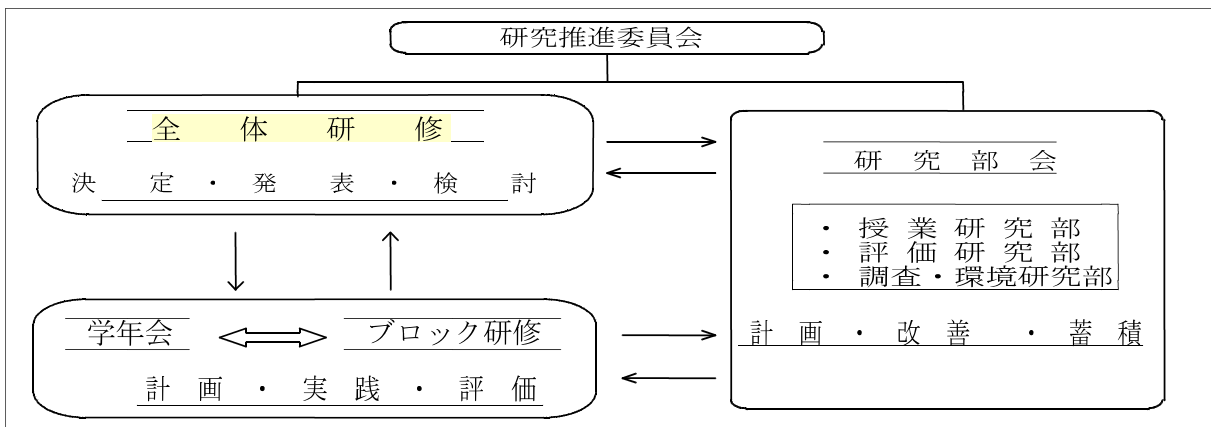 研究推進委員会
全体研修
決定・発表・検討
研究部会
・授業研究部
・評価研究部
・調査・環境研究部
計画・改善・蓄積
学年会 ブロック研修
計画・実践・評価